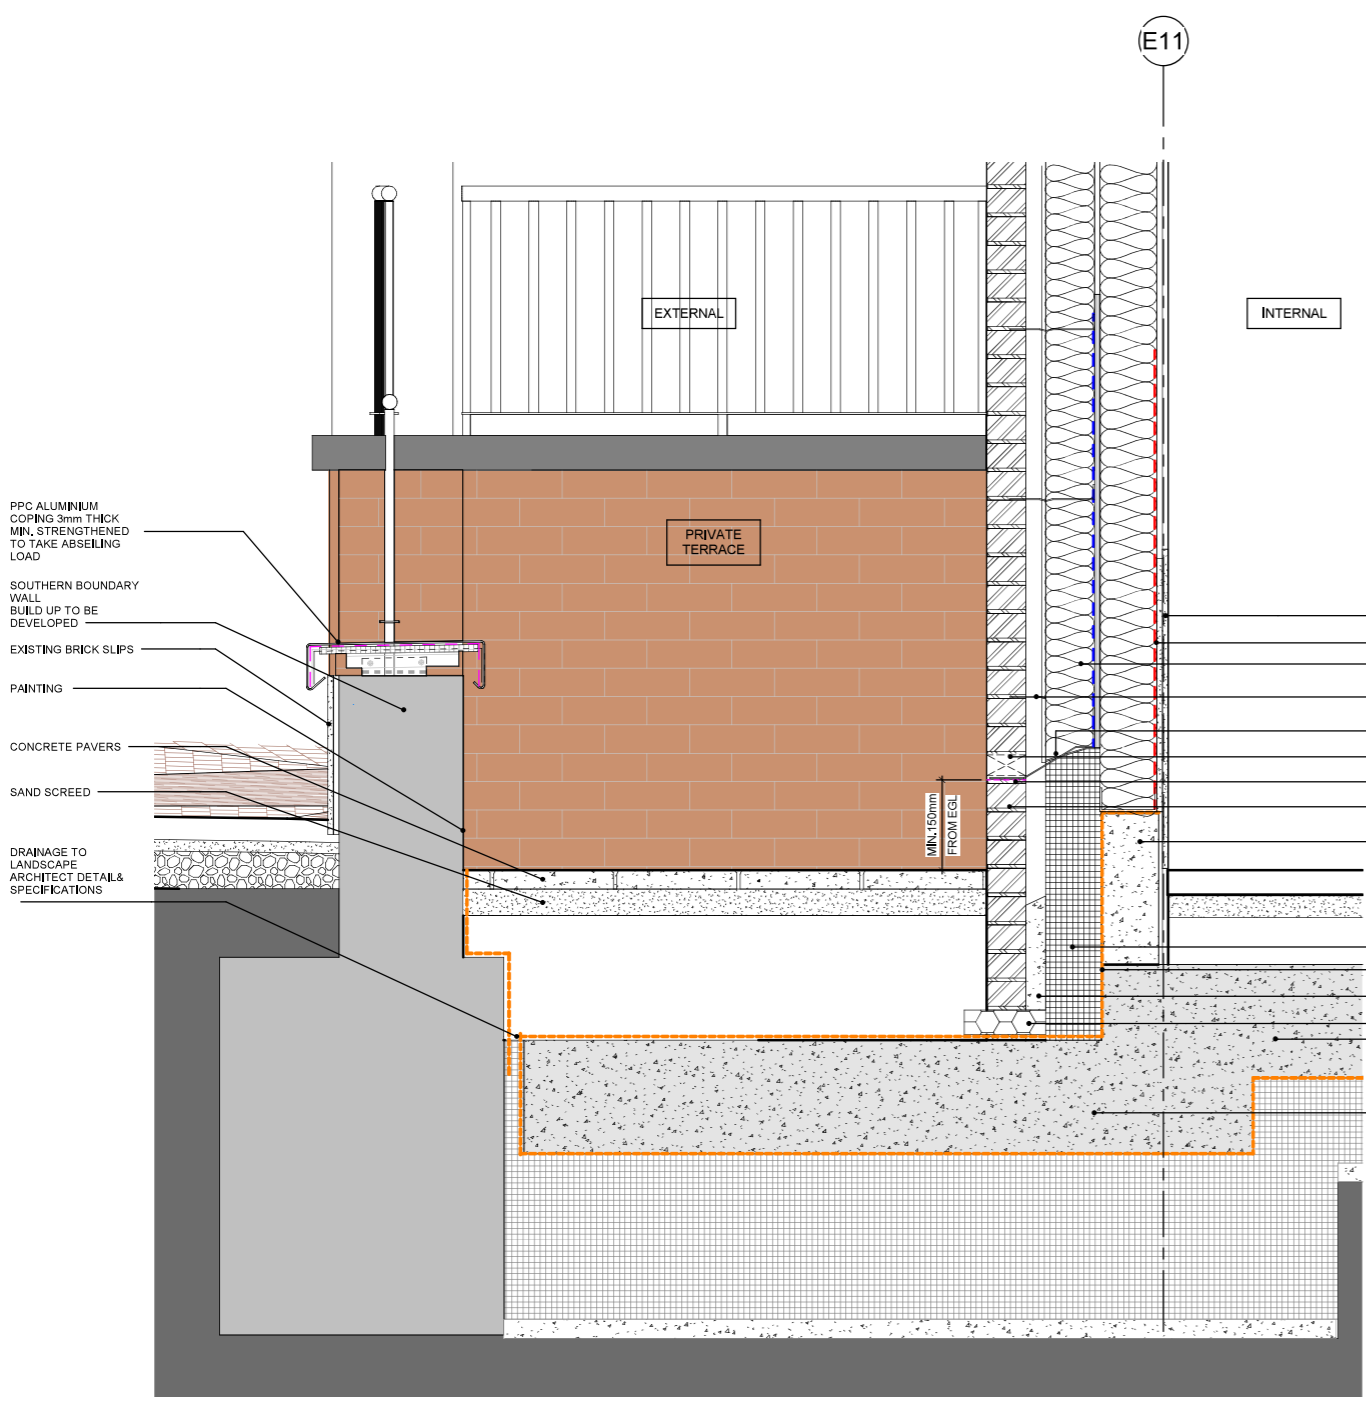 E11
EXTERNAL
INTERNAL
PPC ALUMINIUM
COPING 3mm THICK
MIN. STRENGTHENED
TO TAKE ABSEILING
LOAD
PRIVATE
TERRACE
SOUTHERN BOUNDARY
WALL
BUILD UP TO BE
DEVELOPED
EXISTING BRICK SLIPS
PAINTING
CONCRETE PAVERS
SAND SCREED
MIN.150mm
FROM EGL
DRAINAGE TO
LANDSCAPE
ARCHITECT DETAIL&
SPECIFICATIONS